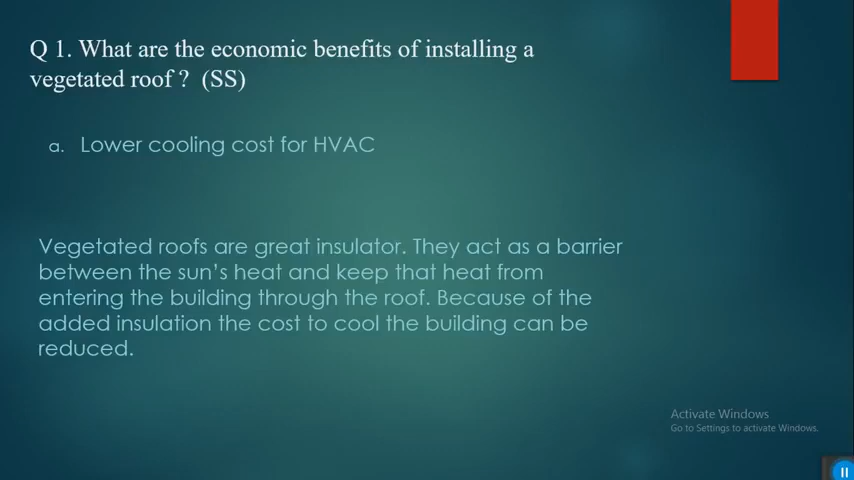 Q 1. What are the economic benefits of installing a
vegetated roof ? (SS)
a. Lower cooling cost for HVAC
Vegetated roofs are great insulator. They act as a barrier
between the sun's heat and keep that heat from
entering the building through the roof. Because of the
added insulation the cost to cool the building can be
reduced.
Activate Windows
Go to Settings to activate Windows.